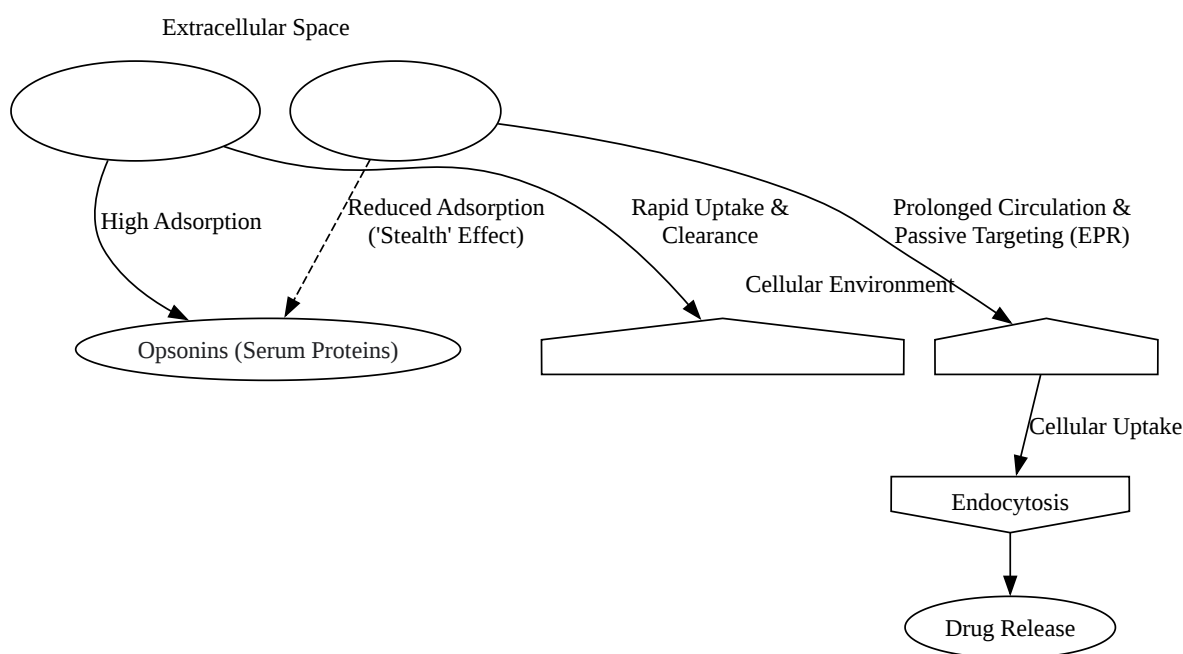 Extracellular Space
High Adsorption
Reduced Adsorption
('Stealth' Effect)
Rapid Uptake &
Clearance
Prolonged Circulation &
Passive Targeting (EPR)
Cellular Environment
Opsonins (Serum Proteins)
Cellular Uptake
Endocytosis
Drug Release